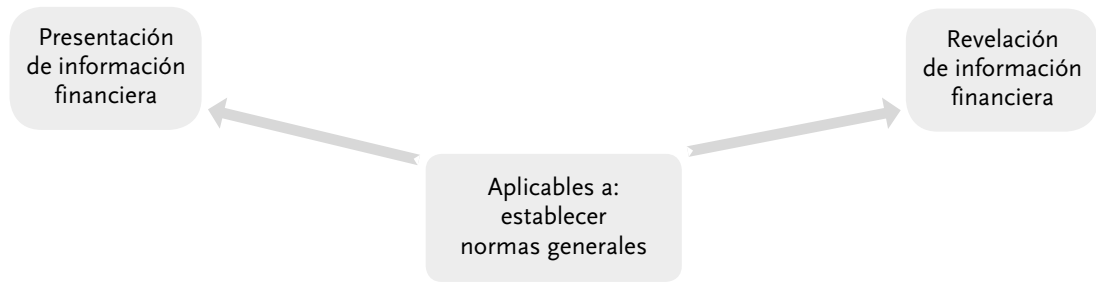 Presentación
de información
financiera
Revelación
de información
financiera
Aplicables a:
establecer
normas generales